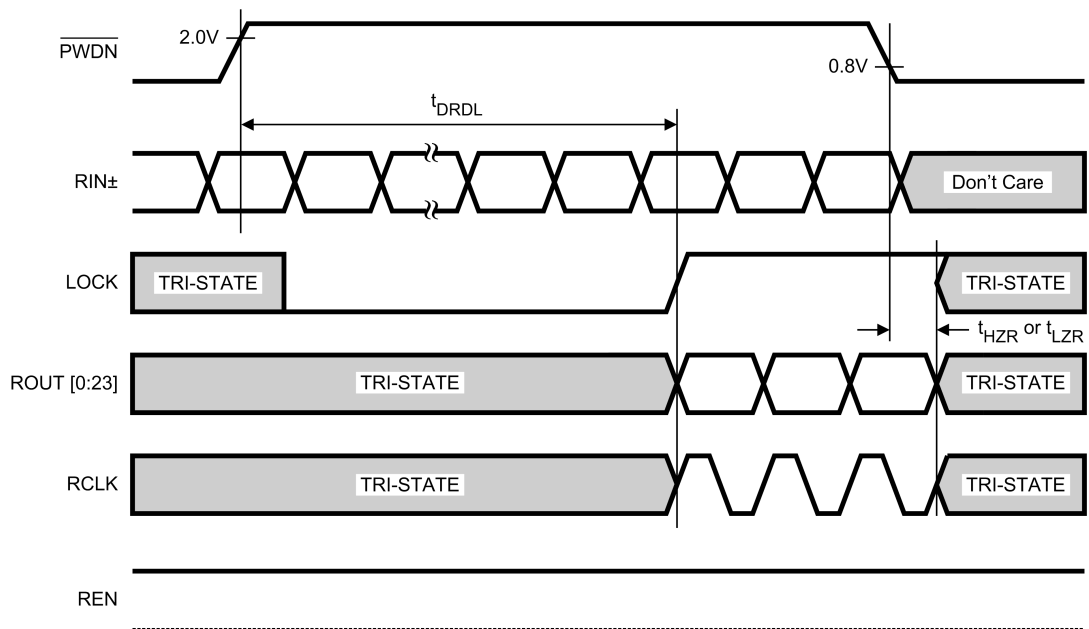 PWDN
2.0V
0.8V
tDRDL
RIN±
Don't Care
LOCK
TRI-STATE
TRI-STATE
tHZR or tLZR
ROUT [0:23]
TRI-STATE
TRI-STATE
RCLK
TRI-STATE
TRI-STATE
REN